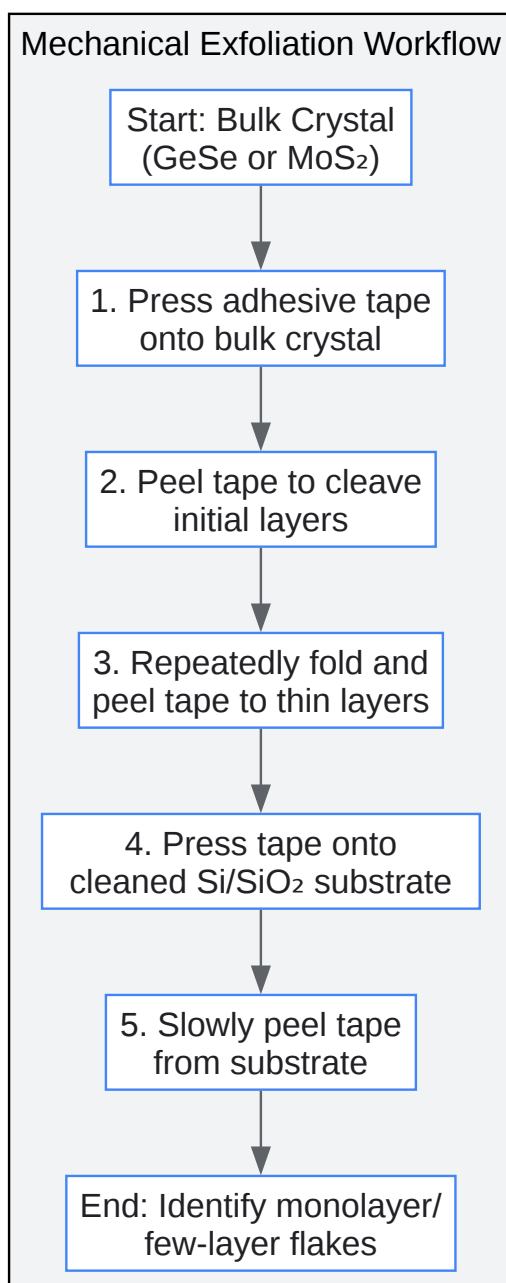 Mechanical Exfoliation Workflow
Start: Bulk Crystal
(GeSe or MoS₂)
1. Press adhesive tape
onto bulk crystal
2. Peel tape to cleave
initial layers
3. Repeatedly fold and
peel tape to thin layers
4. Press tape onto
cleaned Si/SiO₂ substrate
5. Slowly peel tape
from substrate
End: Identify monolayer/
few-layer flakes